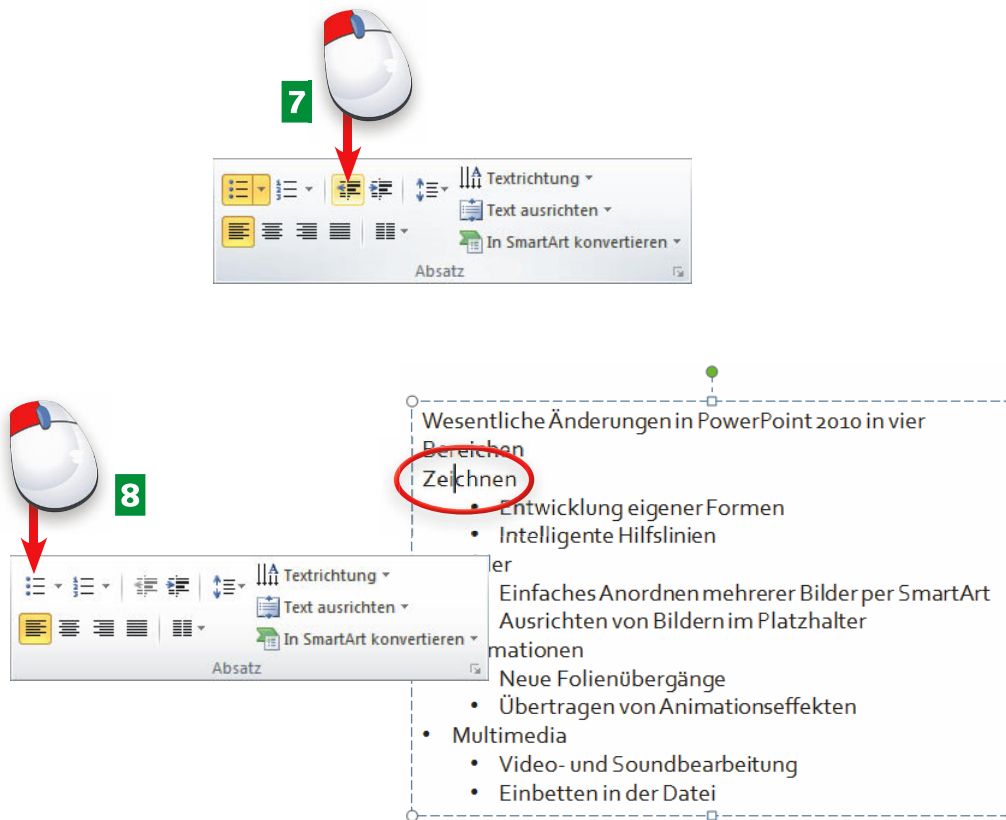 7
Textrichtung
Text ausrichten
In SmartArt konvertieren
Absatz
8
Wesentliche Änderungen in PowerPoint 2010 in vier
Bereichen
Zeichnen
• Entwicklung eigener Formen
• Intelligente Hilfslinien
Einfaches Anordnen mehrerer Bilder per SmartArt
Ausrichten von Bildern im Platzhalter
mationen
Neue Folienübergänge
• Übertragen von Animationseffekten
• Multimedia
• Video- und Soundbearbeitung
• Einbetten in der Datei
Textrichtung
Text ausrichten
In SmartArt konvertieren
Absatz